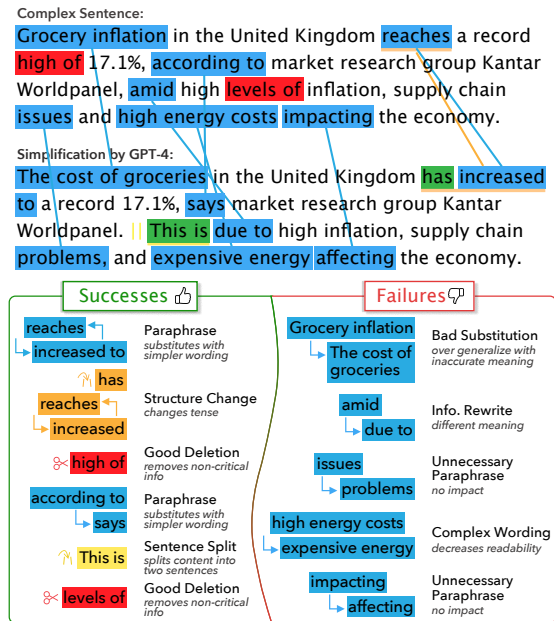 Complex Sentence:
Grocery inflation in the United Kingdom reaches a record
high of 17.1%, according to market research group Kantar
Worldpanel, amid high levels of inflation, supply chain
issues and high energy costs impacting the economy.
Simplification by GPT-4:
The cost of groceries in the United Kingdom has increased
to a record 17.1%, says market research group Kantar
Worldpanel. || This is due to high inflation, supply chain
problems, and expensive energy affecting the economy.
Successes
reaches
increased to
Paraphrase
substitutes with
simpler wording
has
reaches
increased
Structure Change
changes tense
high of
Good Deletion
removes non-critical
info
according to
says
Paraphrase
substitutes with
simpler wording
This is
Sentence Split
splits content into
two sentences
levels of
Good Deletion
removes non-critical
info
Failures
Grocery inflation
The cost of
groceries
Bad Substitution
over generalize with
inaccurate meaning
amid
due to
Info. Rewrite
different meaning
issues
problems
Unnecessary
Paraphrase
no impact
high energy costs
expensive energy
Complex Wording
decreases readability
impacting
affecting
Unnecessary
Paraphrase
no impact